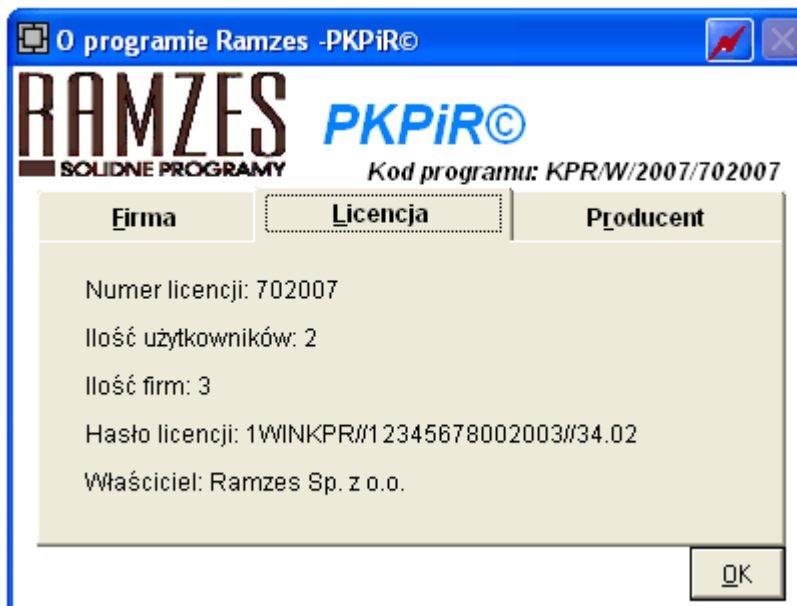 O programie Ramzes -PKPiR©
RAMZES
SOLIDNE PROGRAMY
PKPiR©
Kod programu: KPR/W/2007/702007
Firma
Licencja
Producent
Numer licencji: 702007
Ilość użytkowników: 2
Ilość firm: 3
Hasło licencji: 1WINKPR//12345678002003//34.02
Właściciel: Ramzes Sp. z o.o.
OK